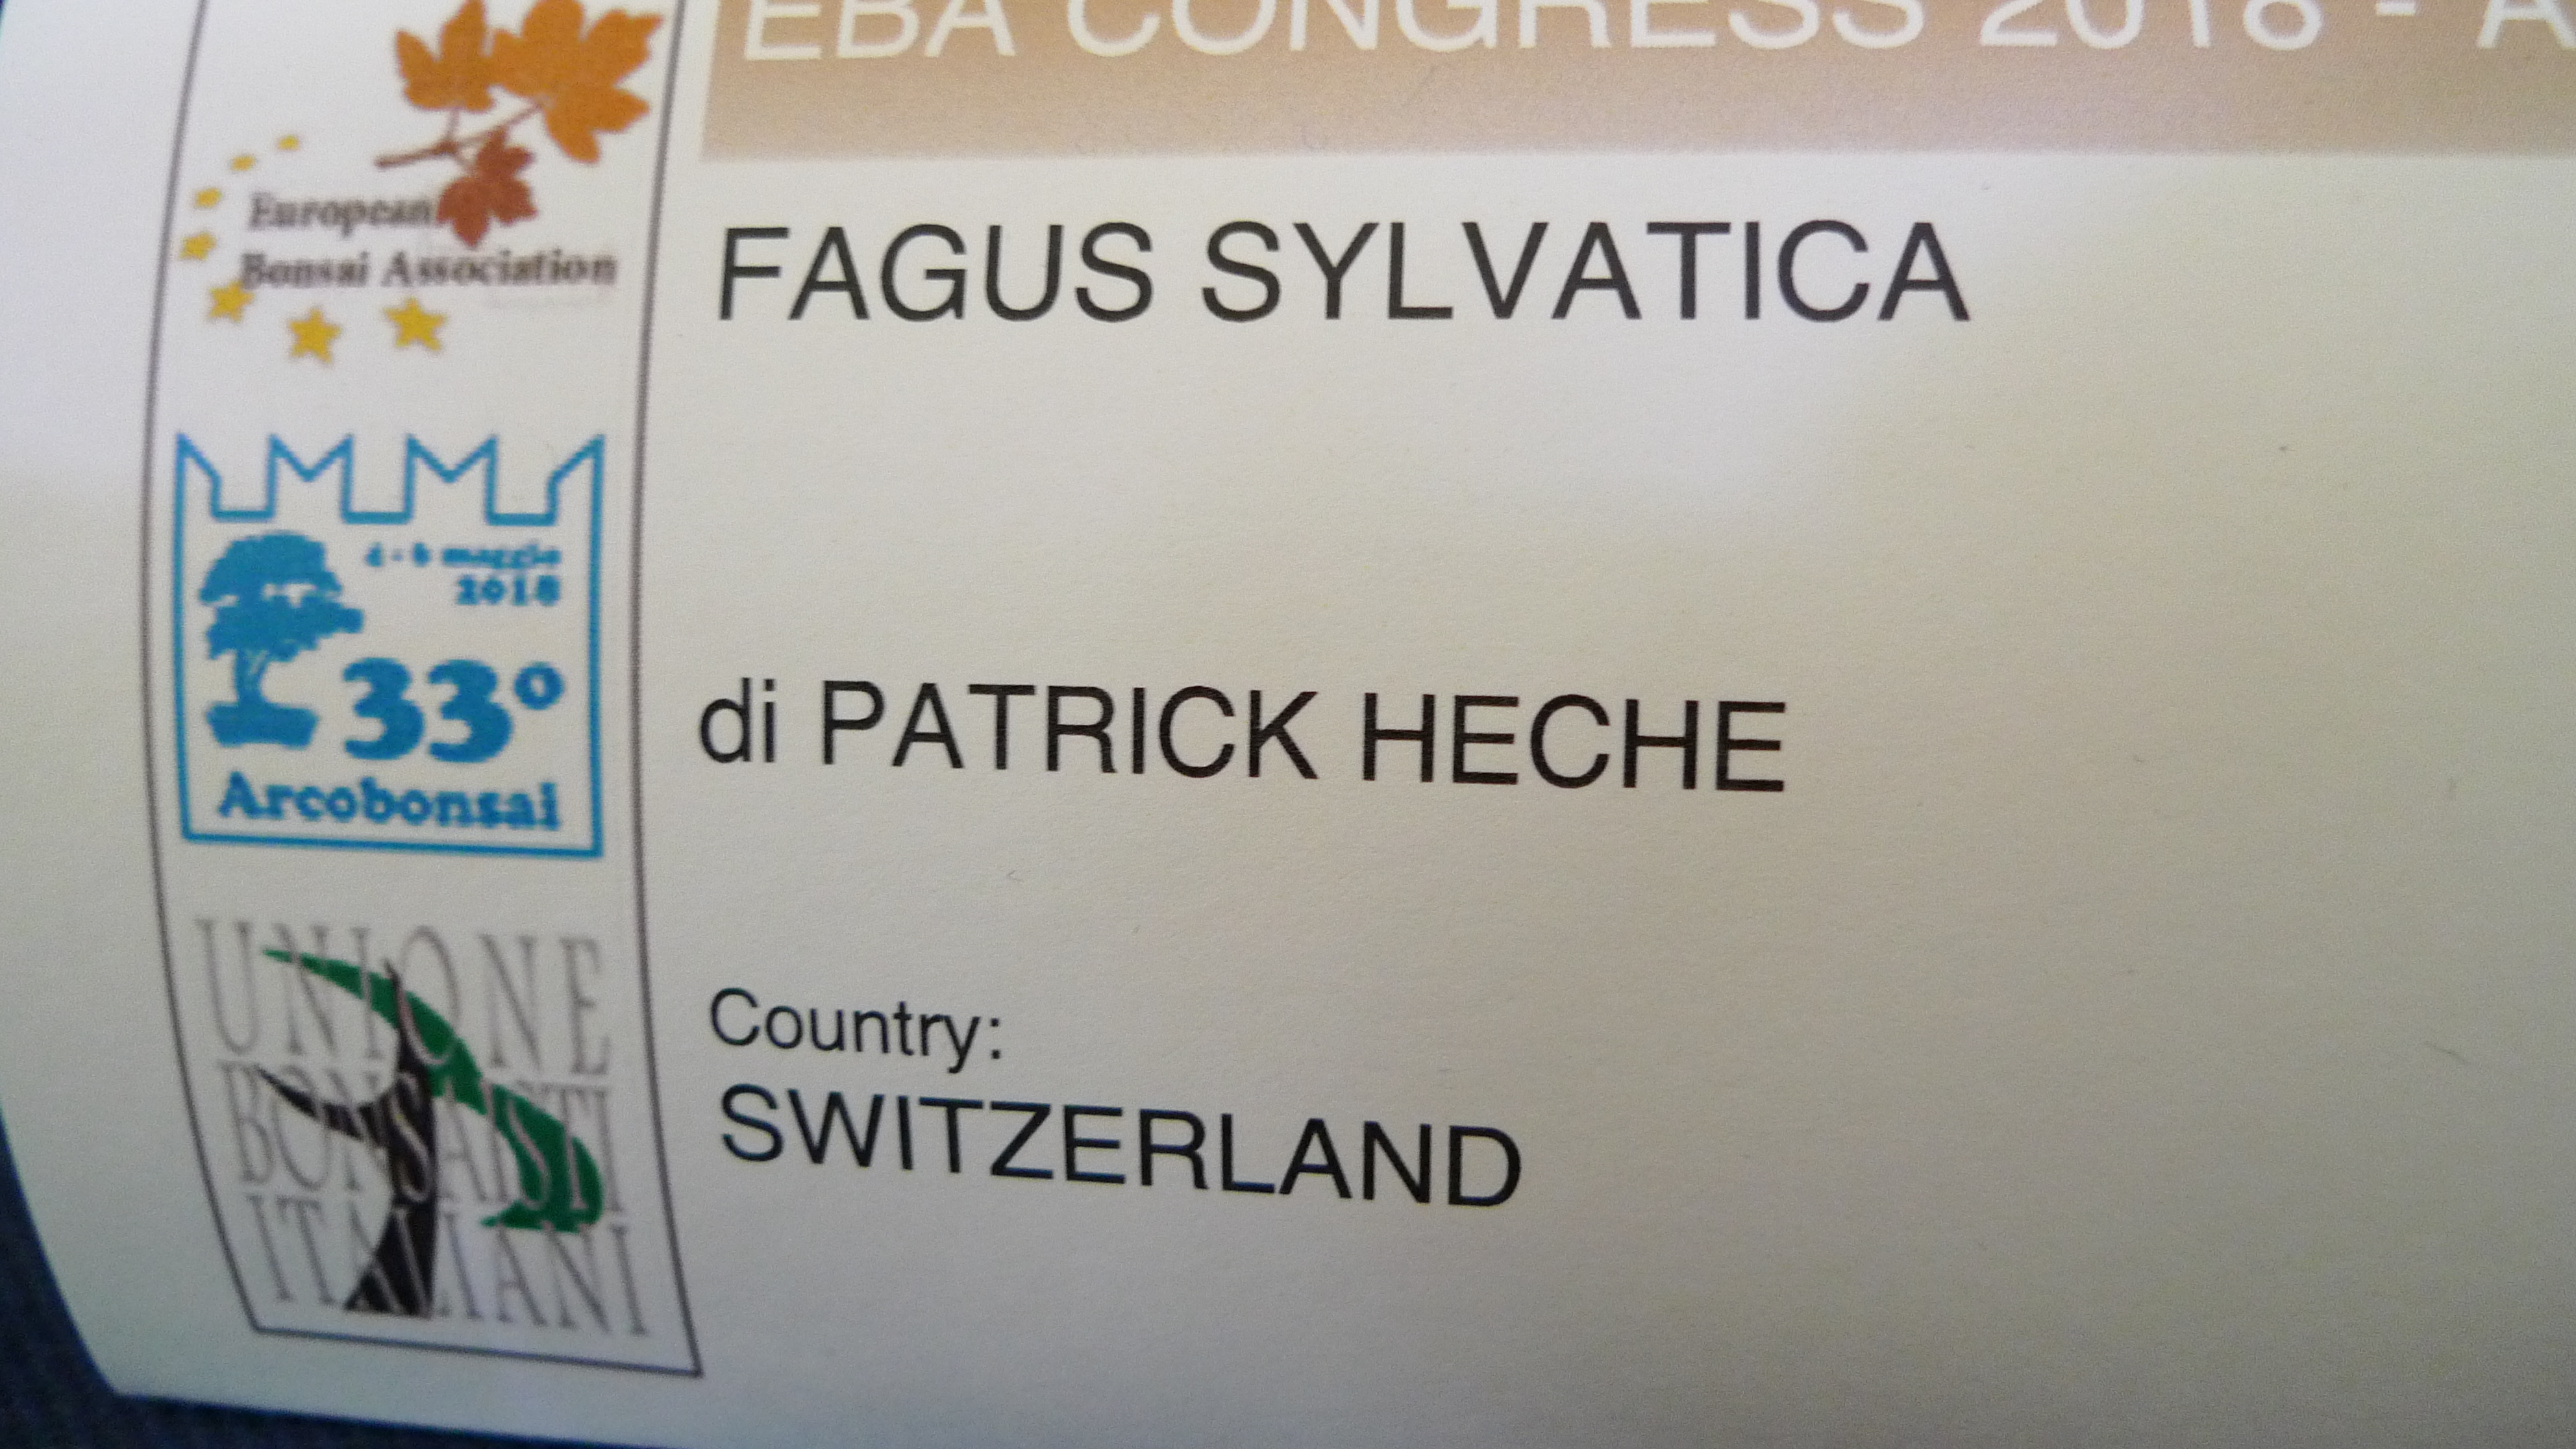 EBA CONGRESS 2018 - A
European
Bonsai Association
FAGUS SYLVATICA
4 - 6 maggio
2018
33°
Arcobonsai
di PATRICK HECHE
UNIONE
BONSAISTI
ITALIANI
Country:
SWITZERLAND